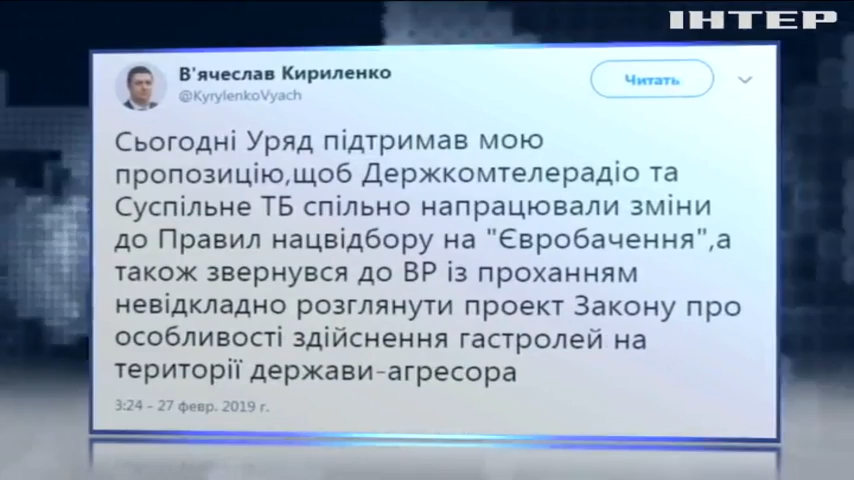 ІНТЕР
В'ячеслав Кириленко
@KyrylenkoVyach
Читать
Сьогодні Уряд підтримав мою
пропозицію,щоб Держкомтелерадіо та
Суспільне ТБ спільно напрацювали зміни
до Правил нацвідбору на "Євробачення",а
також звернувся до ВР із проханням
невідкладно розглянути проект Закону про
особливості здійснення гастролей на
території держави-агресора
3:24 - 27 февр. 2019 г.